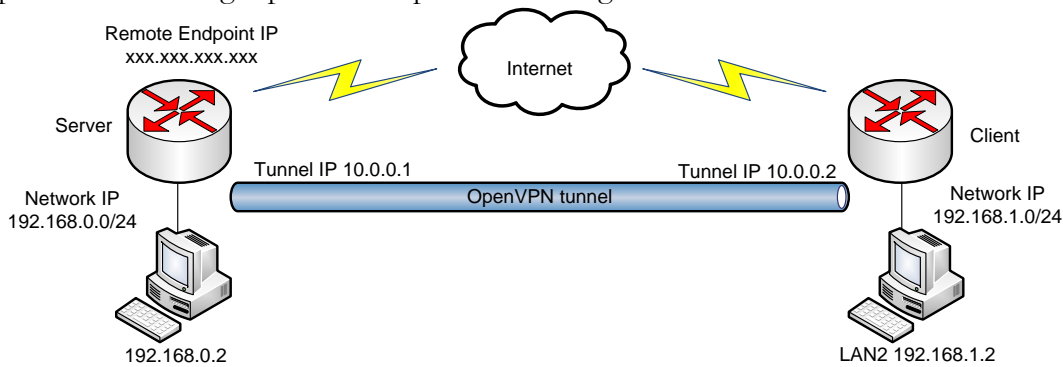 Remote Endpoint IP
xxx.xxx.xxx.xxx
Internet
Server
Client
Tunnel IP 10.0.0.1
Tunnel IP 10.0.0.2
OpenVPN tunnel
Network IP
192.168.0.0/24
Network IP
192.168.1.0/24
192.168.0.2
LAN2 192.168.1.2